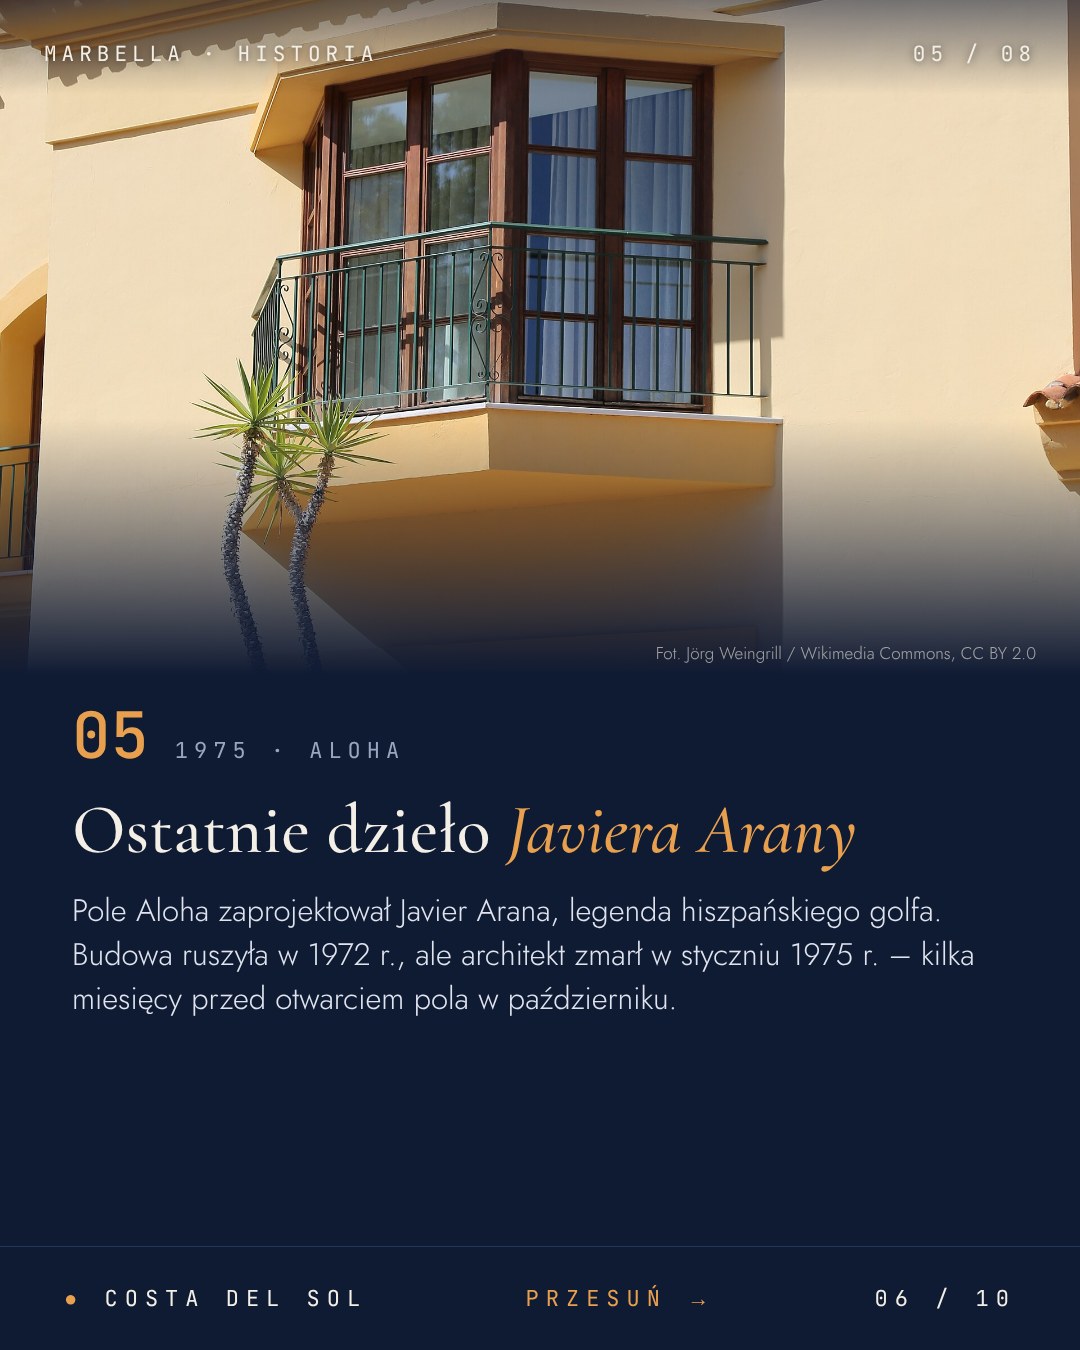 MARBELLA · HISTORIA
05 / 08
Fot. Jörg Weingrill / Wikimedia Commons, CC BY 2.0
05 1975 · ALOHA
Ostatnie dzieło Javiera Arany
Pole Aloha zaprojektował Javier Arana, legenda hiszpańskiego golfa.
Budowa ruszyła w 1972 r., ale architekt zmarł w styczniu 1975 r. – kilka
miesięcy przed otwarciem pola w październiku.
• COSTA DEL SOL
PRZESUŃ →
06 / 10